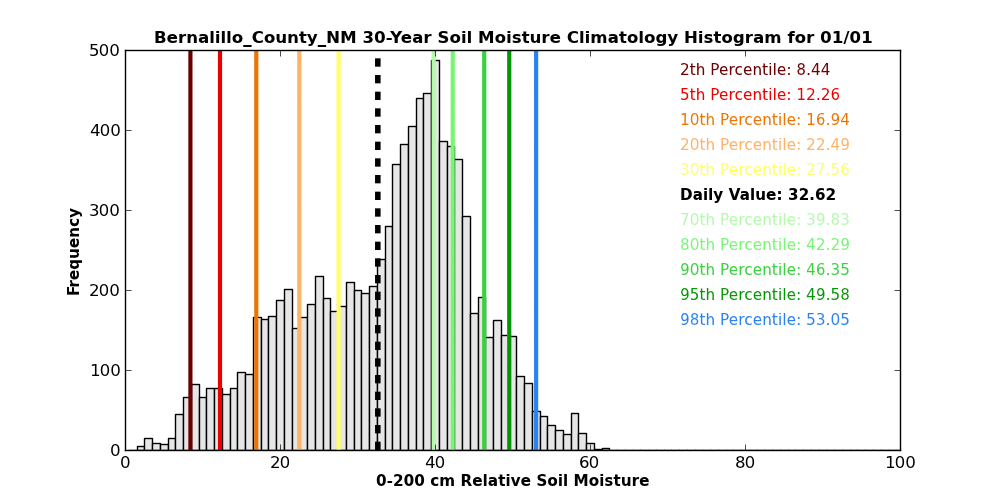 Bernalillo_County_NM 30-Year Soil Moisture Climatology Histogram for 01/01
500
400
300
200
100
0
Frequency
2th Percentile: 8.44
5th Percentile: 12.26
10th Percentile: 16.94
20th Percentile: 22.49
30th Percentile: 27.56
Daily Value: 32.62
70th Percentile: 39.83
80th Percentile: 42.29
90th Percentile: 46.35
95th Percentile: 49.58
98th Percentile: 53.05
0 20 40 60 80 100
0-200 cm Relative Soil Moisture